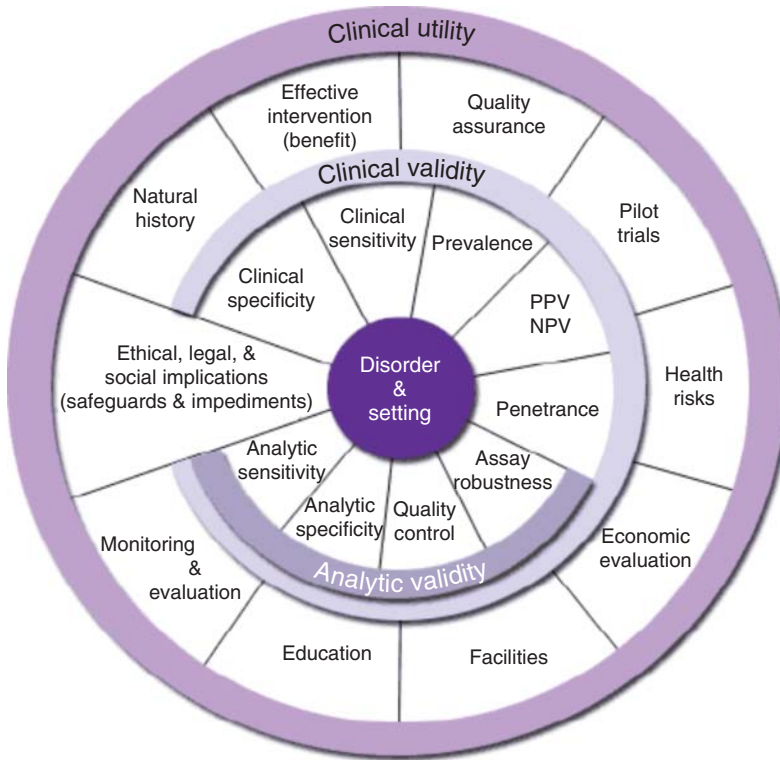 Clinical utility
Effective
intervention
(benefit)
Quality
assurance
Natural
history
Clinical validity
Pilot
trials
Clinical
sensitivity
Prevalence
Clinical
specificity
PPV
NPV
Ethical, legal, &
social implications
(safeguards & impediments)
Disorder
&
setting
Health
risks
Penetrance
Analytic
sensitivity
Assay
robustness
Analytic
specificity
Quality
control
Monitoring
&
evaluation
Economic
evaluation
Analytic validity
Education
Facilities